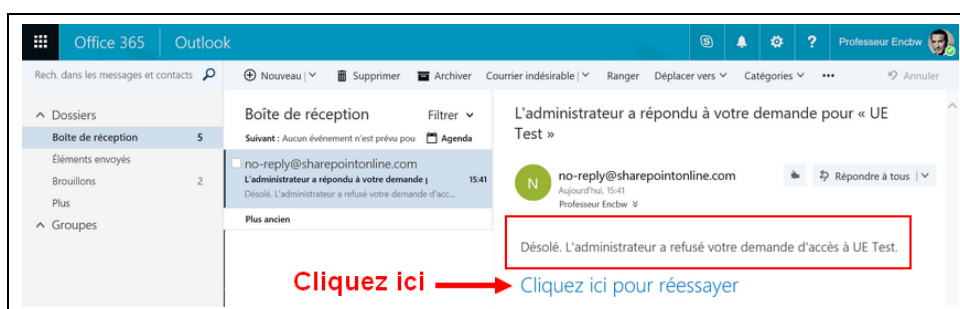 Office 365 Outlook ? Professeur Encbw
Rech. dans les messages et contacts Nouveau Supprimer Archiver Courrier indésirable Ranger Déplacer vers Catégories ••• Annuler
Dossiers
Boîte de réception 5
Éléments envoyés
Brouillons 2
Plus
Groupes
Boîte de réception Filtrer
Suivant : Aucun événement n'est prévu pou Agenda
no-reply@sharepointonline.com
L'administrateur a répondu à votre demande p 15:41
Désolé. L'administrateur a refusé votre demande d'acc...
Plus ancien
L'administrateur a répondu à votre demande pour « UE
Test »
N
no-reply@sharepointonline.com
Répondre à tous
Aujourd'hui, 15:41
Professeur Encbw
Désolé. L'administrateur a refusé votre demande d'accès à UE Test.
Cliquez ici
Cliquez ici pour réessayer